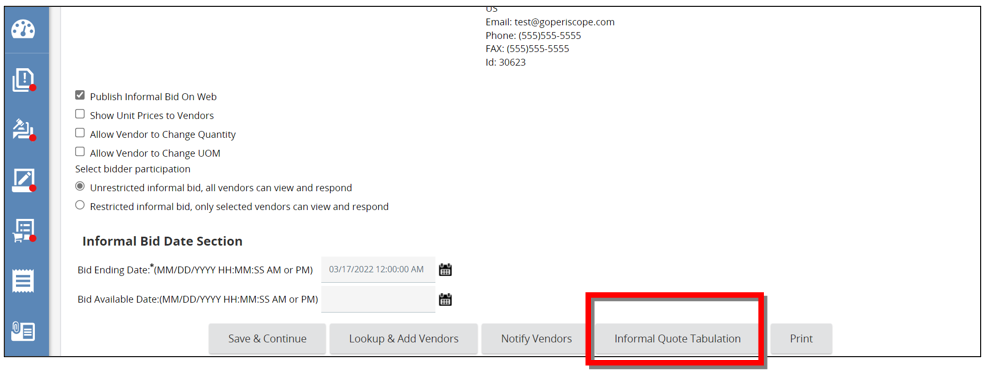 US
Email: test@goperiscope.com
Phone: (555)555-5555
FAX: (555)555-5555
Id: 30623
Publish Informal Bid On Web
Show Unit Prices to Vendors
Allow Vendor to Change Quantity
Allow Vendor to Change UOM
Select bidder participation
Unrestricted informal bid, all vendors can view and respond
Restricted informal bid, only selected vendors can view and respond
Informal Bid Date Section
Bid Ending Date:*(MM/DD/YYYY HH:MM:SS AM or PM) 03/17/2022 12:00:00 AM
Bid Available Date:(MM/DD/YYYY HH:MM:SS AM or PM)
Save & Continue Lookup & Add Vendors Notify Vendors Informal Quote Tabulation Print